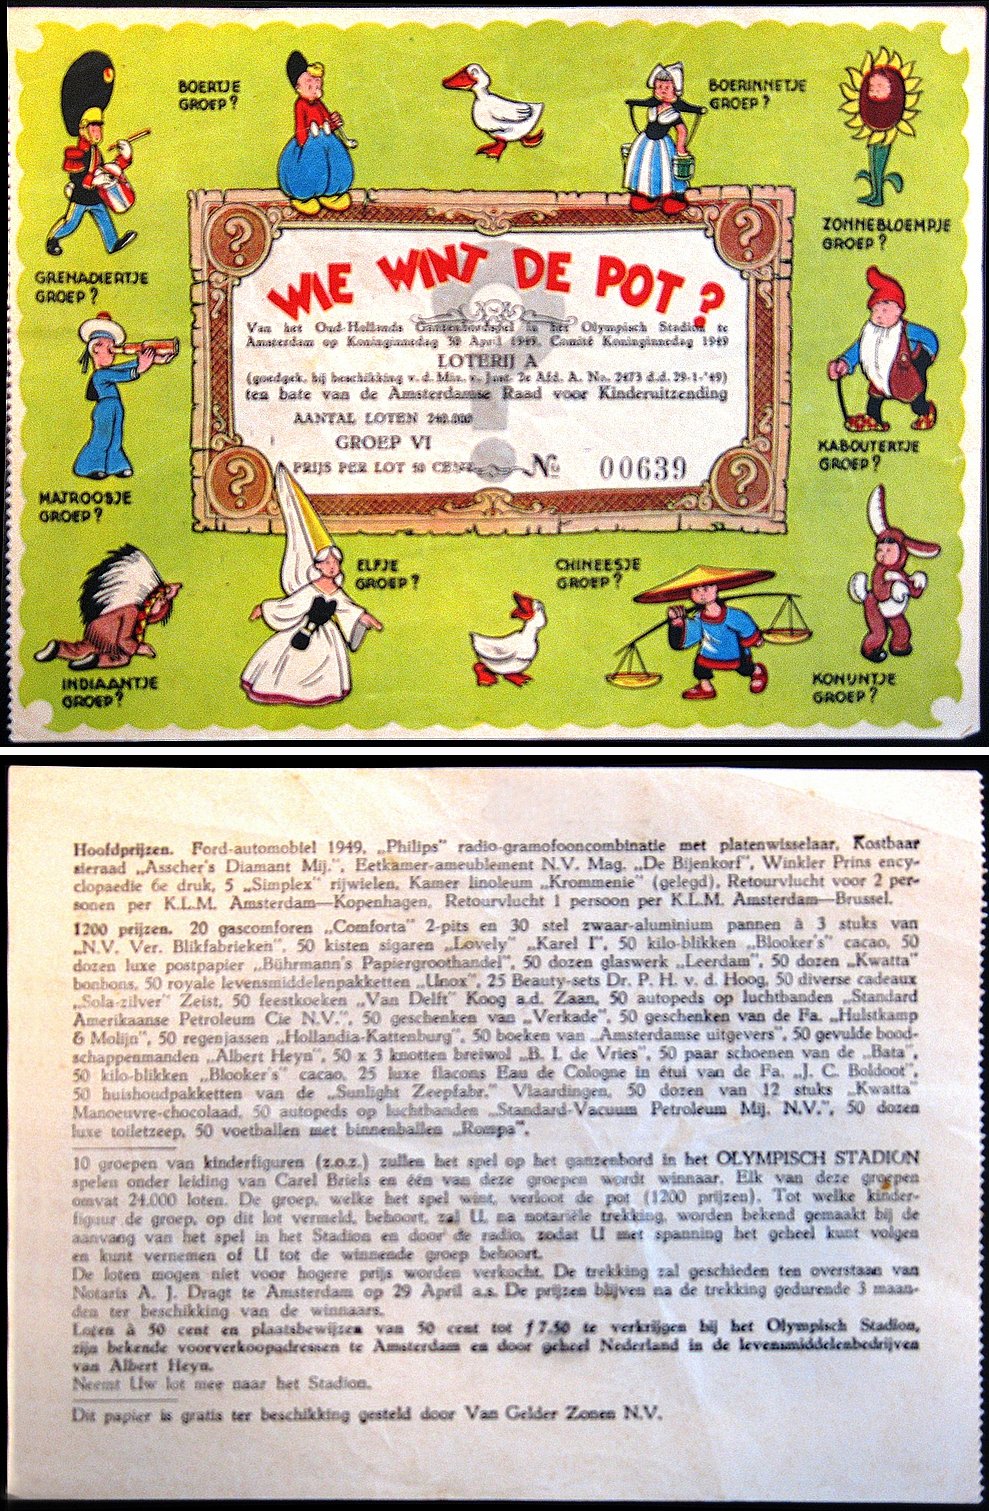 BOERTJE
GROEP?
BOERINNETJE
GROEP?
ZONNEBLOEMPJE
GROEP?
GRENADIERTJE
GROEP?
WIE WINT DE POT?
Van het Oud-Hollands Ganzenbordspel in het Olympisch Stadion te
Amsterdam op Koninginnedag 30 April 1949. Comité Koninginnedag 1949
LOTERIJ A
(goedgek. bij beschikking v. d. Min. v. Just. 2e Afd. A. No. 2473 d.d. 29-1-'49)
ten bate van de Amsterdamse Raad voor Kinderuitzending
AANTAL LOTEN 240.000
GROEP VI
PRIJS PER LOT 50 CENT
No 00639
KABOUTERTJE
GROEP?
MATROOSJE
GROEP?
ELFJE
GROEP?
CHINEESJE
GROEP?
INDIAANTJE
GROEP?
KONIJNTJE
GROEP?
Hoofdprijzen. Ford-automobiel 1949, „Philips" radio-gramofooncombinatie met platenwisselaar, Kostbaar
sieraad „Asscher's Diamant Mij.", Eetkamer-ameublement N.V. Mag. „De Bijenkorf", Winkler Prins ency-
clopaedie 6e druk, 5 „Simplex" rijwielen, Kamer linoleum „Krommenie" (gelegd), Retourvlucht voor 2 per-
sonen per K.L.M. Amsterdam—Kopenhagen, Retourvlucht 1 persoon per K.L.M. Amsterdam—Brussel.
1200 prijzen. 20 gascomforen „Comforta" 2-pits en 30 stel zwaar-aluminium pannen à 3 stuks van
„N.V. Ver. Blikfabrieken", 50 kisten sigaren „Lovely" „Karel I", 50 kilo-blikken „Blooker's" cacao, 50
dozen luxe postpapier „Bührmann's Papiergroothandel", 50 dozen glaswerk „Leerdam", 50 dozen „Kwatta"
bonbons, 50 royale levensmiddelenpakketten „Unox", 25 Beauty-sets Dr. P. H. v. d. Hoog, 50 diverse cadeaux
„Sola-zilver" Zeist, 50 feestkoeken „Van Delft" Koog a.d. Zaan, 50 autopeds op luchtbanden „Standard
Amerikaanse Petroleum Cie N.V.", 50 geschenken van „Verkade", 50 geschenken van de Fa. „Hulstkamp
& Molijn", 50 regenjassen „Hollandia-Kattenburg", 50 boeken van „Amsterdamse uitgevers", 50 gevulde bood-
schappenmanden „Albert Heyn", 50 x 3 knotten breiwol „B. I. de Vries", 50 paar schoenen van de „Bata",
50 kilo-blikken „Blooker's" cacao, 25 luxe flacons Eau de Cologne in étui van de Fa. „J. C. Boldoot",
50 huishoudpakketten van de „Sunlight Zeepfabr." Vlaardingen, 50 dozen van 12 stuks „Kwatta"
Manoeuvre-chocolaad, 50 autopeds op luchtbanden „Standard-Vacuum Petroleum Mij. N.V.", 50 dozen
luxe toiletzeep, 50 voetballen met binnenballen „Rompa".
10 groepen van kinderfiguren (z.o.z.) zullen het spel op het ganzenbord in het OLYMPISCH STADION
spelen onder leiding van Carel Briels en één van deze groepen wordt winnaar. Elk van deze groepen
omvat 24.000 loten. De groep, welke het spel wint, verloot de pot (1200 prijzen). Tot welke kinder-
figuur de groep, op dit lot vermeld, behoort, zal U, na notariële trekking, worden bekend gemaakt bij de
aanvang van het spel in het Stadion en door de radio, zodat U met spanning het geheel kunt volgen
en kunt vernemen of U tot de winnende groep behoort.
De loten mogen niet voor hogere prijs worden verkocht. De trekking zal geschieden ten overstaan van
Notaris A. J. Dragt te Amsterdam op 29 April a.s. De prijzen blijven na de trekking gedurende 3 maan-
den ter beschikking van de winnaars.
Loten à 50 cent en plaatsbewijzen van 50 cent tot ƒ 7.50 te verkrijgen bij het Olympisch Stadion,
zijn bekende voorverkoopadressen te Amsterdam en door geheel Nederland in de levensmiddelenbedrijven
van Albert Heyn.
Neemt Uw lot mee naar het Stadion.
Dit papier is gratis ter beschikking gesteld door Van Gelder Zonen N.V.